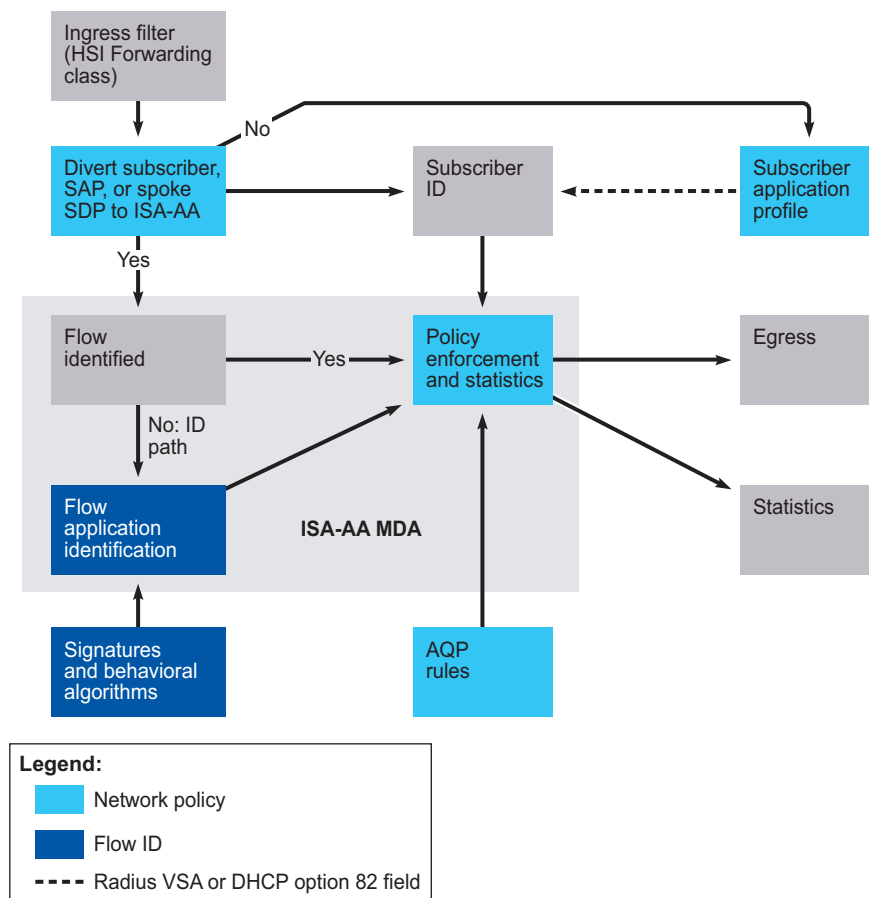 Ingress filter
(HSI Forwarding
class)
No
Divert subscriber,
SAP, or spoke
SDP to ISA-AA
Subscriber
ID
Subscriber
application
profile
Yes
Flow
identified
Yes
Policy
enforcement
and statistics
Egress
No: ID
path
Flow
application
identification
ISA-AA MDA
Statistics
Signatures
and behavioral
algorithms
AQP
rules
Legend:
Network policy
Flow ID
Radius VSA or DHCP option 82 field